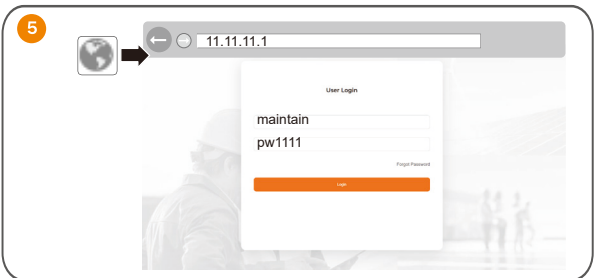 5
11.11.11.1
User Login
maintain
pw1111
Forgot Password
Login